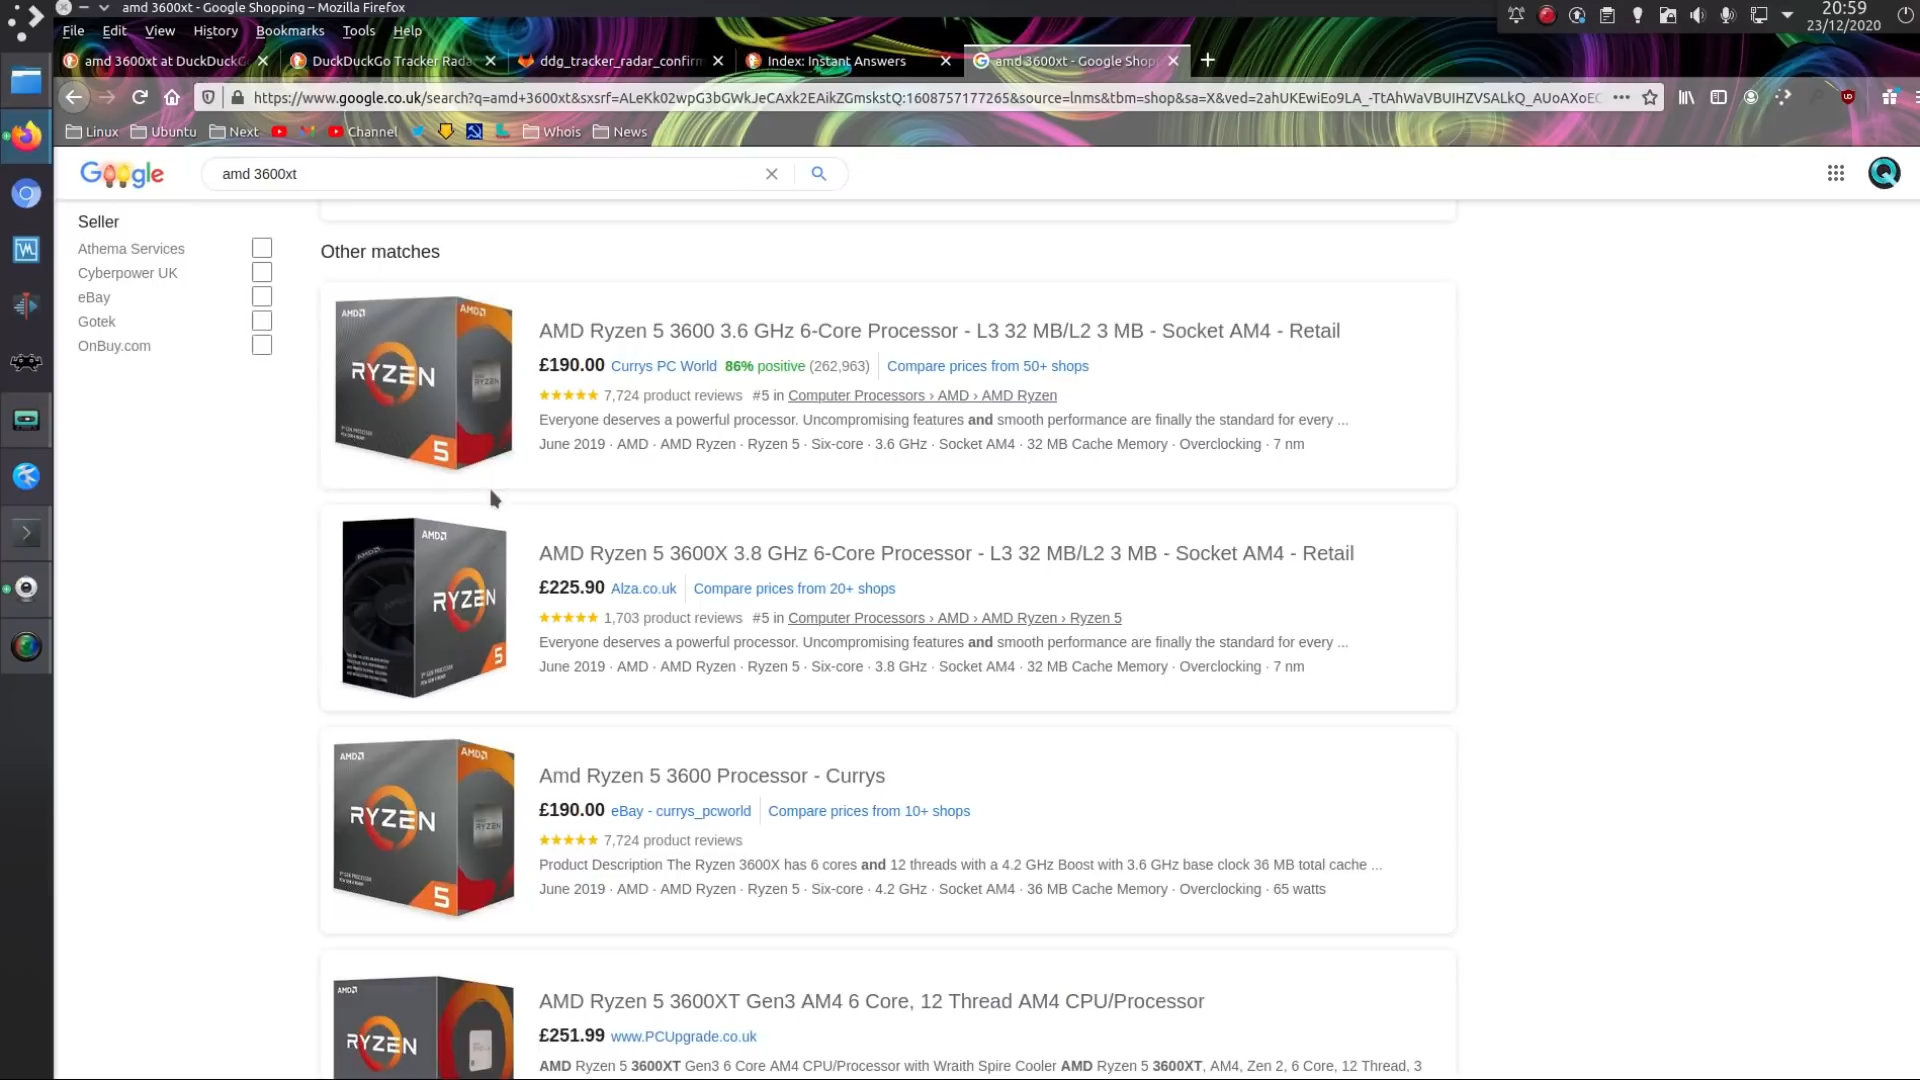 amd 3600xt - Google Shopping – Mozilla Firefox
20:59
23/12/2020
File Edit View History Bookmarks Tools Help
amd 3600xt at DuckDuckG
DuckDuckGo Tracker Rada
ddg_tracker_radar_confirm
Index: Instant Answers
amd 3600xt - Google Shop
https://www.google.co.uk/search?q=amd+3600xt&sxsrf=ALeKk02wpG3bGWkJeCAxk2EAikZGmskstQ:1608757177265&source=lnms&tbm=shop&sa=X&ved=2ahUKEwiEo9LA_-TtAhWaVBUIHZVSALkQ_AUoAXoEC
Linux Ubuntu Next Channel Whois News
Google
amd 3600xt
Seller
Athema Services
Cyberpower UK
eBay
Gotek
OnBuy.com
Other matches
AMD
AMD
RYZEN
RYZEN
5
AMD Ryzen 5 3600 3.6 GHz 6-Core Processor - L3 32 MB/L2 3 MB - Socket AM4 - Retail
£190.00 Currys PC World 86% positive (262,963) Compare prices from 50+ shops
7,724 product reviews #5 in Computer Processors › AMD › AMD Ryzen
Everyone deserves a powerful processor. Uncompromising features and smooth performance are finally the standard for every ...
June 2019 · AMD · AMD Ryzen · Ryzen 5 · Six-core · 3.6 GHz · Socket AM4 · 32 MB Cache Memory · Overclocking · 7 nm
AMD
AMD
RYZEN
5
AMD Ryzen 5 3600X 3.8 GHz 6-Core Processor - L3 32 MB/L2 3 MB - Socket AM4 - Retail
£225.90 Alza.co.uk Compare prices from 20+ shops
1,703 product reviews #5 in Computer Processors › AMD › AMD Ryzen › Ryzen 5
Everyone deserves a powerful processor. Uncompromising features and smooth performance are finally the standard for every ...
June 2019 · AMD · AMD Ryzen · Ryzen 5 · Six-core · 3.8 GHz · Socket AM4 · 32 MB Cache Memory · Overclocking · 7 nm
AMD
AMD
RYZEN
RYZEN
5
Amd Ryzen 5 3600 Processor - Currys
£190.00 eBay - currys_pcworld Compare prices from 10+ shops
7,724 product reviews
Product Description The Ryzen 3600X has 6 cores and 12 threads with a 4.2 GHz Boost with 3.6 GHz base clock 36 MB total cache ...
June 2019 · AMD · AMD Ryzen · Ryzen 5 · Six-core · 4.2 GHz · Socket AM4 · 36 MB Cache Memory · Overclocking · 65 watts
AMD
RYZEN
AMD Ryzen 5 3600XT Gen3 AM4 6 Core, 12 Thread AM4 CPU/Processor
£251.99 www.PCUpgrade.co.uk
AMD Ryzen 5 3600XT Gen3 6 Core AM4 CPU/Processor with Wraith Spire Cooler AMD Ryzen 5 3600XT, AM4, Zen 2, 6 Core, 12 Thread, 3